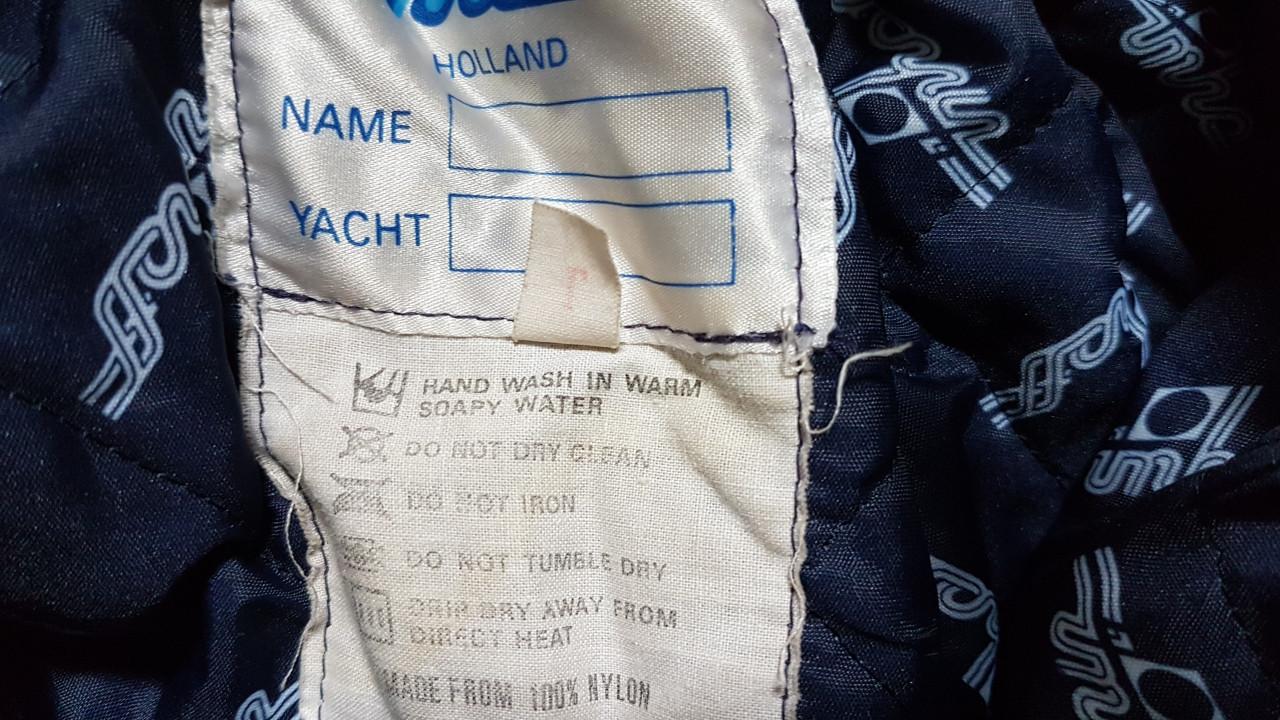 HOLLAND
NAME
YACHT
HAND WASH IN WARM
SOAPY WATER
DO NOT DRY CLEAN
DO NOT IRON
DO NOT TUMBLE DRY
DRIP DRY AWAY FROM
DIRECT HEAT
MADE FROM 100% NYLON